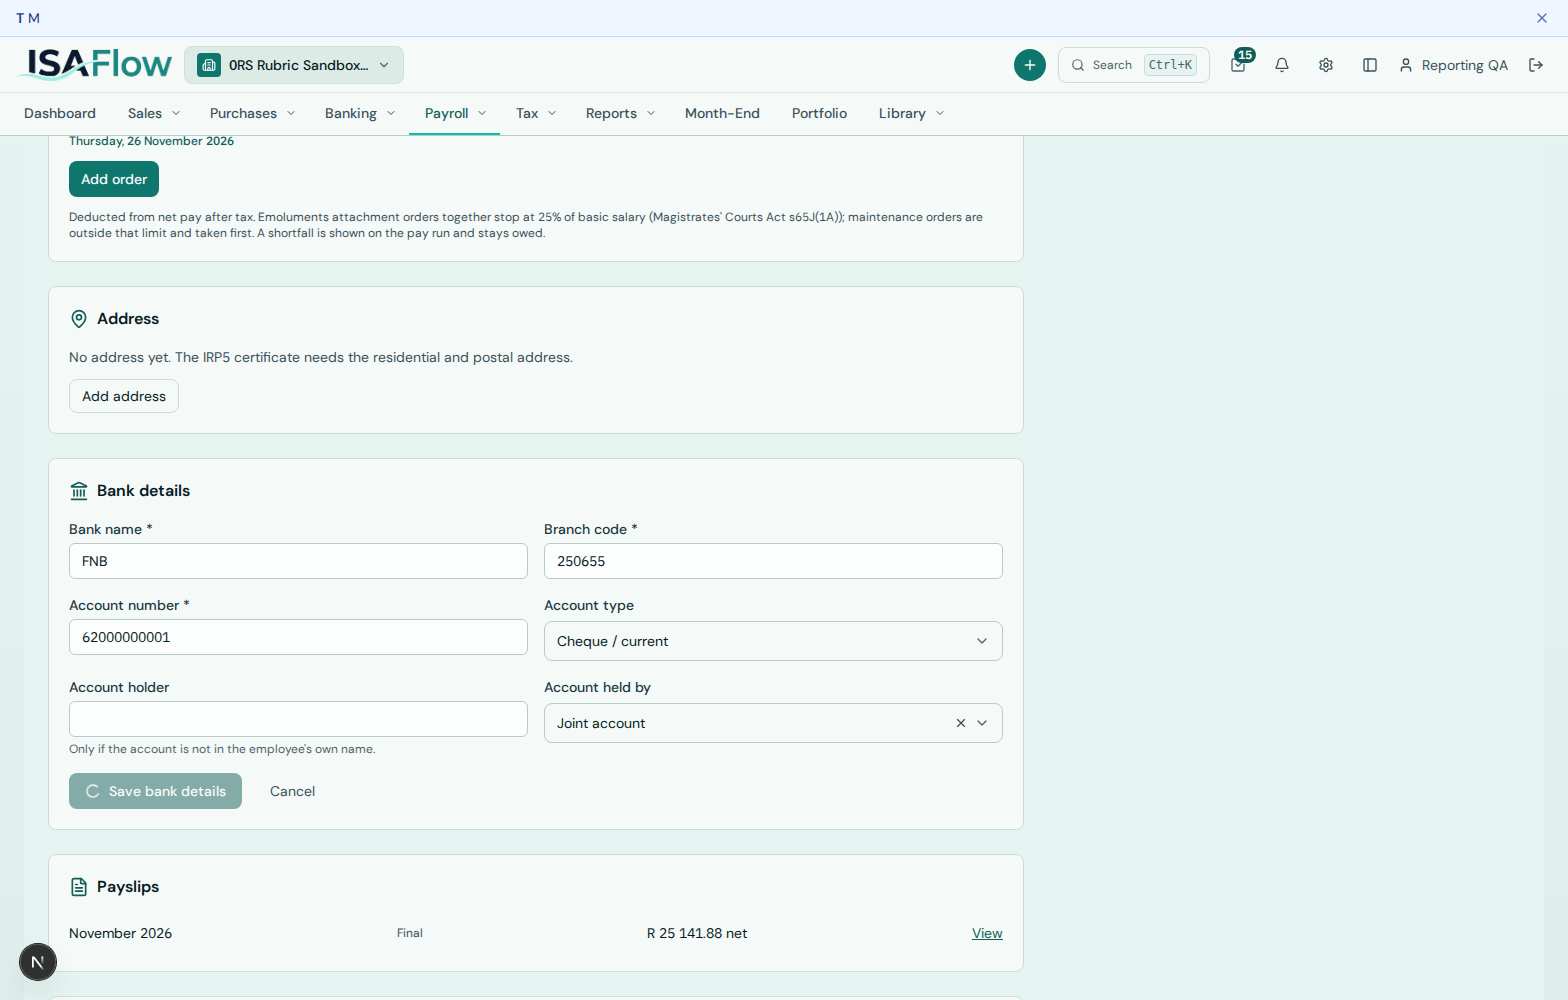 T M
ISAFlow
0RS Rubric Sandbox...
Search Ctrl+K
15
Reporting QA
Dashboard Sales Purchases Banking Payroll Tax Reports Month-End Portfolio Library
Thursday, 26 November 2026
Add order
Deducted from net pay after tax. Emoluments attachment orders together stop at 25% of basic salary (Magistrates' Courts Act s65J(1A)); maintenance orders are
outside that limit and taken first. A shortfall is shown on the pay run and stays owed.
Address
No address yet. The IRP5 certificate needs the residential and postal address.
Add address
Bank details
Bank name * Branch code *
FNB 250655
Account number * Account type
62000000001 Cheque / current
Account holder Account held by
Joint account
Only if the account is not in the employee's own name.
Save bank details Cancel
Payslips
November 2026 Final R 25 141.88 net View
N